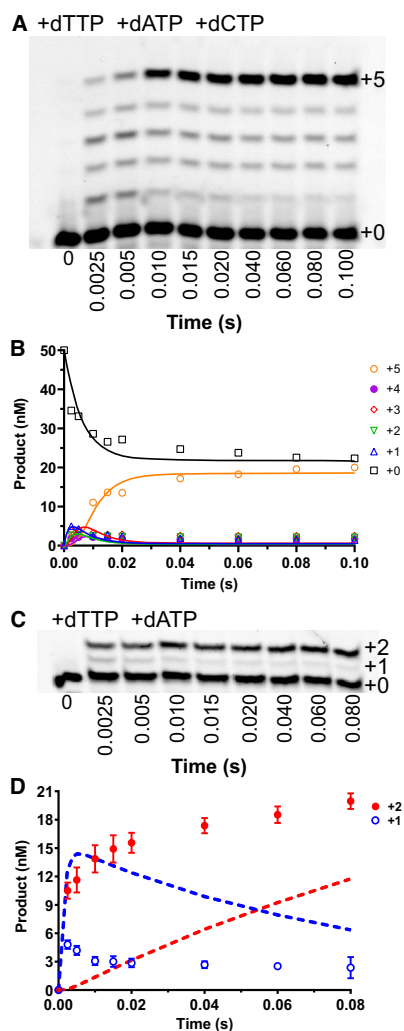 A
+dTTP +dATP +dCTP
+5
+0
0 0.0025 0.005 0.010 0.015 0.020 0.040 0.060 0.080 0.100
Time (s)
B
Product (nM)
50
40
30
20
10
0
0.00 0.02 0.04 0.06 0.08 0.10
Time (s)
+5
+4
+3
+2
+1
+0
C
+dTTP +dATP
+2
+1
+0
0 0.0025 0.005 0.010 0.015 0.020 0.040 0.060 0.080
Time (s)
D
Product (nM)
21
18
15
12
9
6
3
0
0.00 0.02 0.04 0.06 0.08
Time (s)
+2
+1